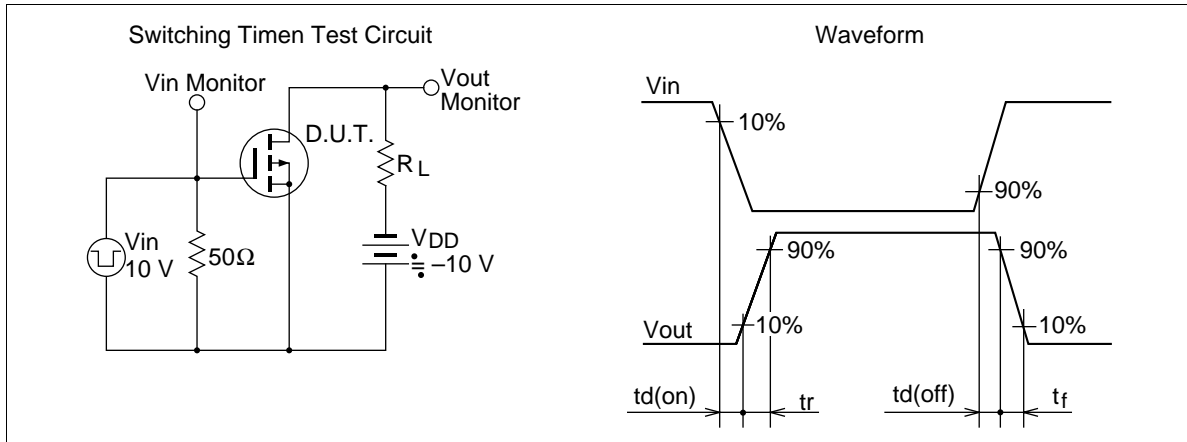 Switching Timen Test Circuit
Vin Monitor
Vout
Monitor
D.U.T.
RL
Vin
10 V
50Ω
VDD
≒ –10 V
Waveform
Vin
10%
90%
90%
90%
Vout
10%
10%
td(on)
tr
td(off)
tf